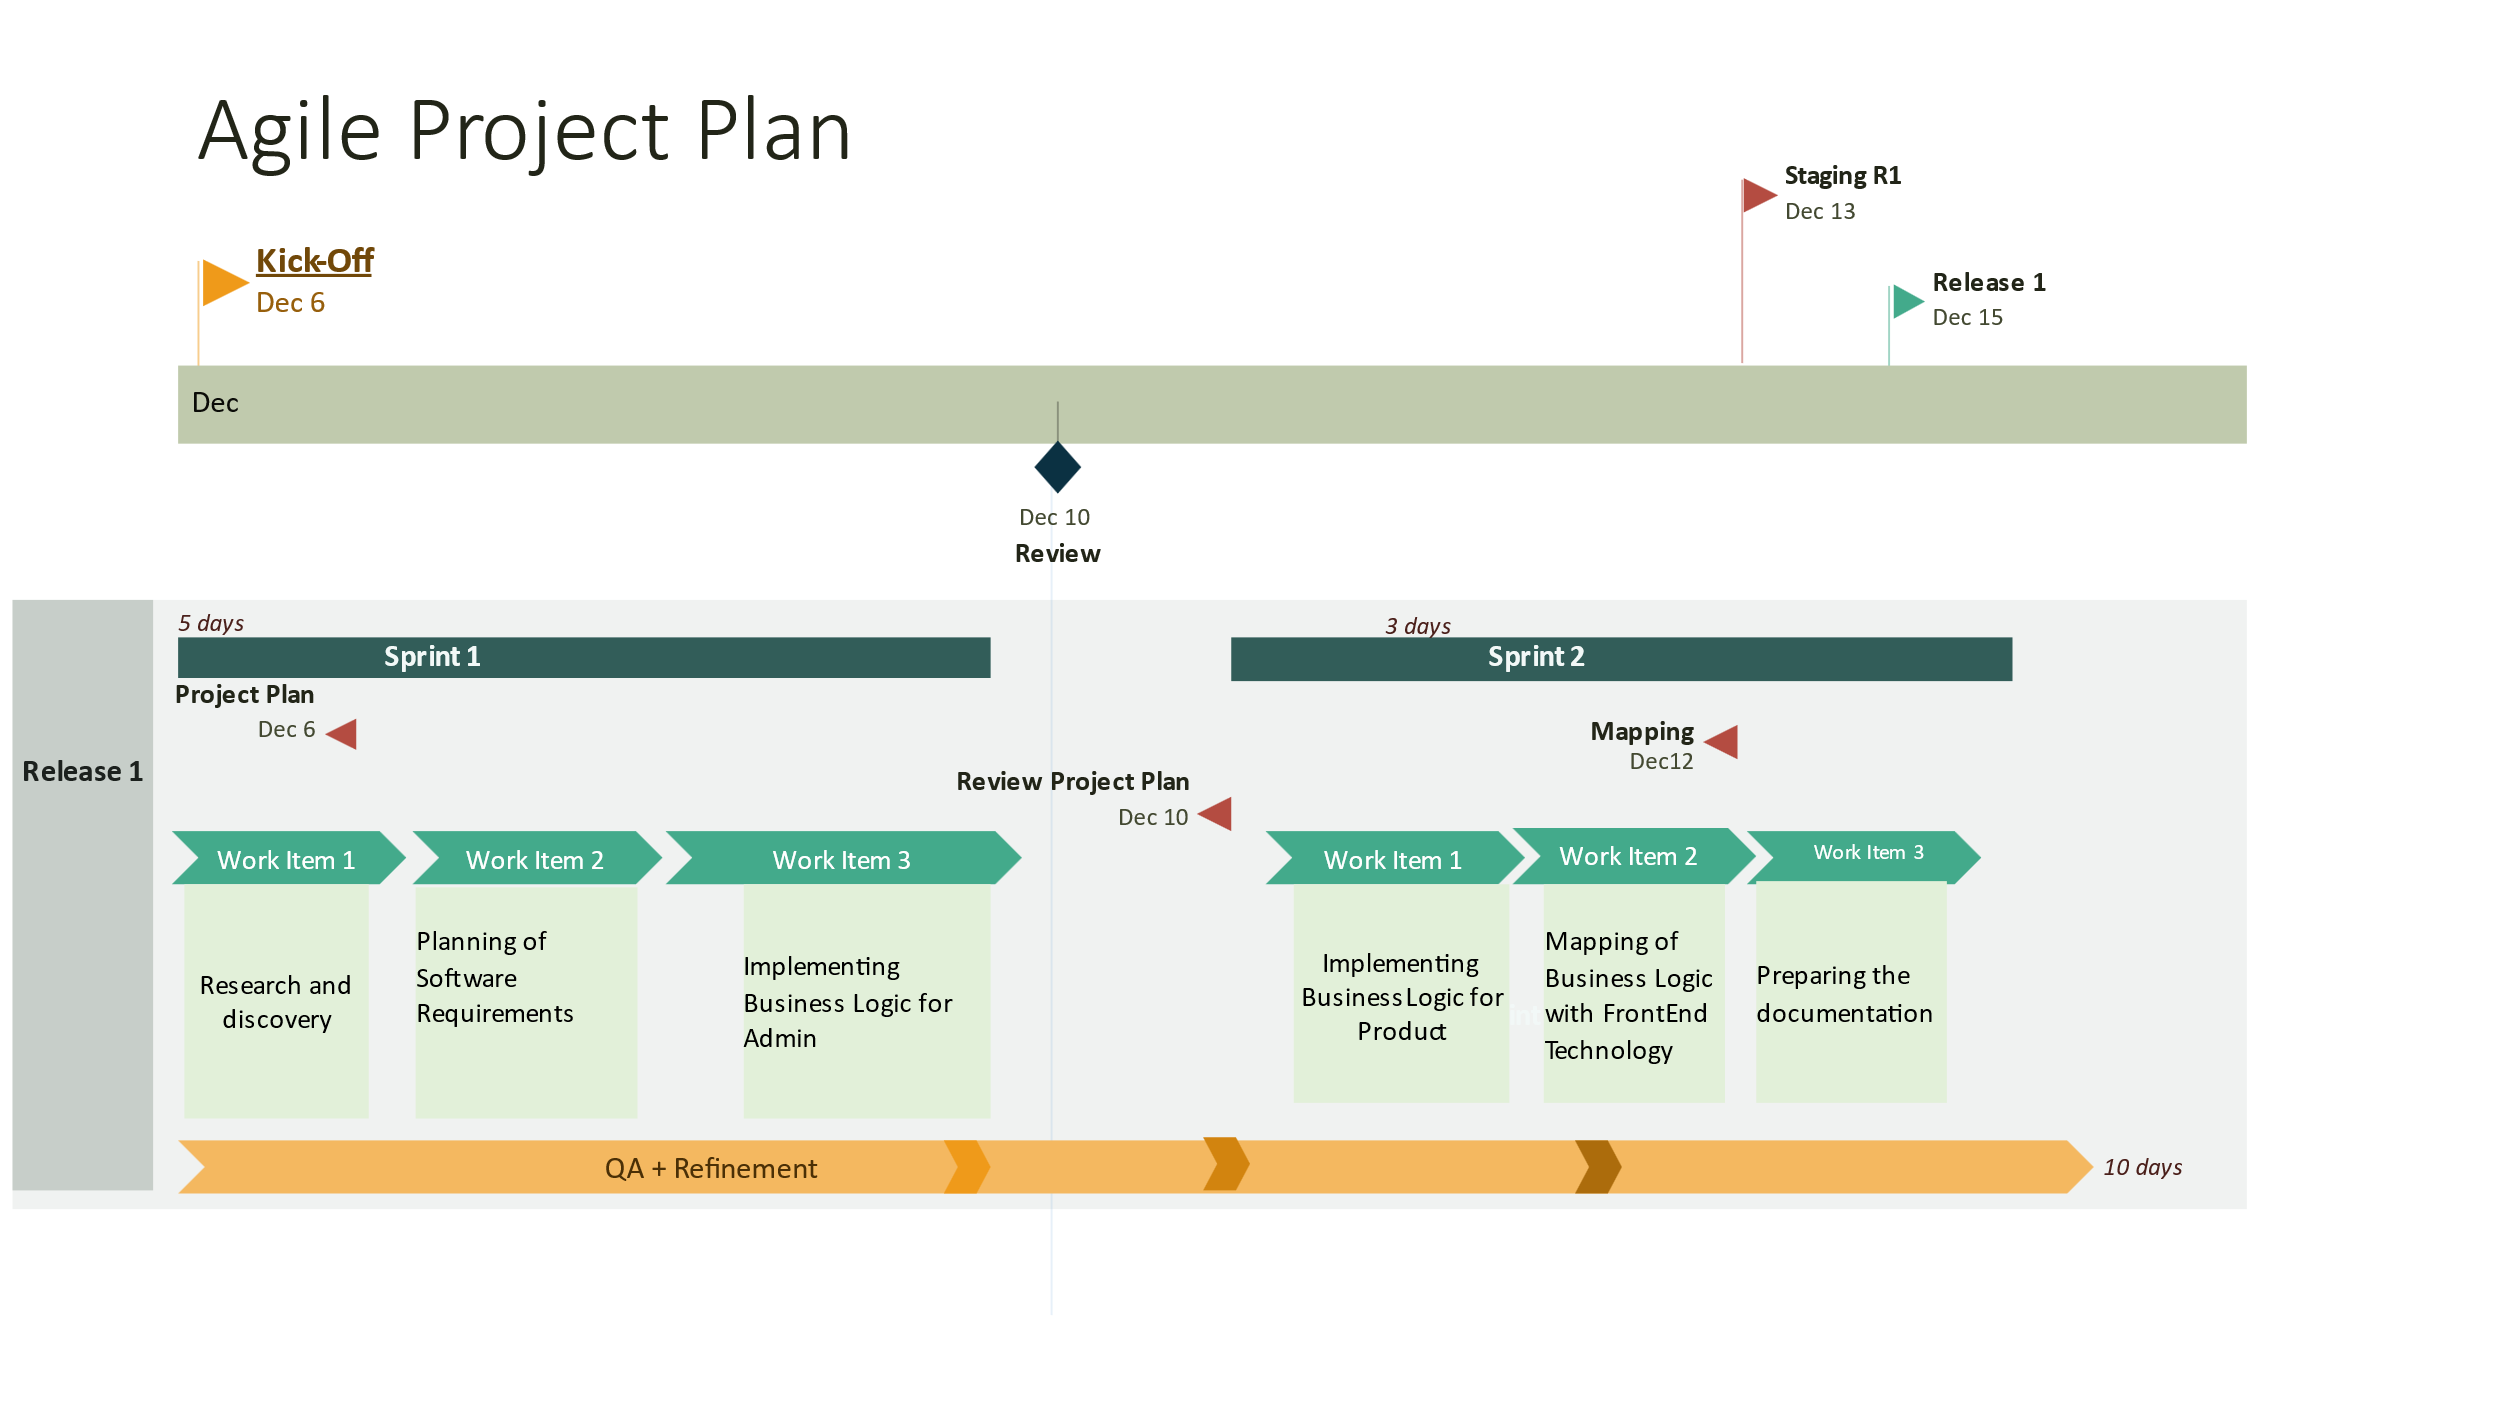 Agile Project Plan
Staging R1
Dec 13
Kick-Off
Dec 6
Release 1
Dec 15
Dec
Dec 10
Review
5 days
Sprint 1
3 days
Sprint 2
Project Plan
Dec 6
Mapping
Dec12
Release 1
Review Project Plan
Dec 10
Work Item 1
Work Item 2
Work Item 3
Work Item 1
Work Item 2
Work Item 3
Research and
discovery
Planning of
Software
Requirements
Implementing
Business Logic for
Admin
Implementing
Business Logic for
Product
Mapping of
Business Logic
with FrontEnd
Technology
Preparing the
documentation
QA + Refinement
10 days